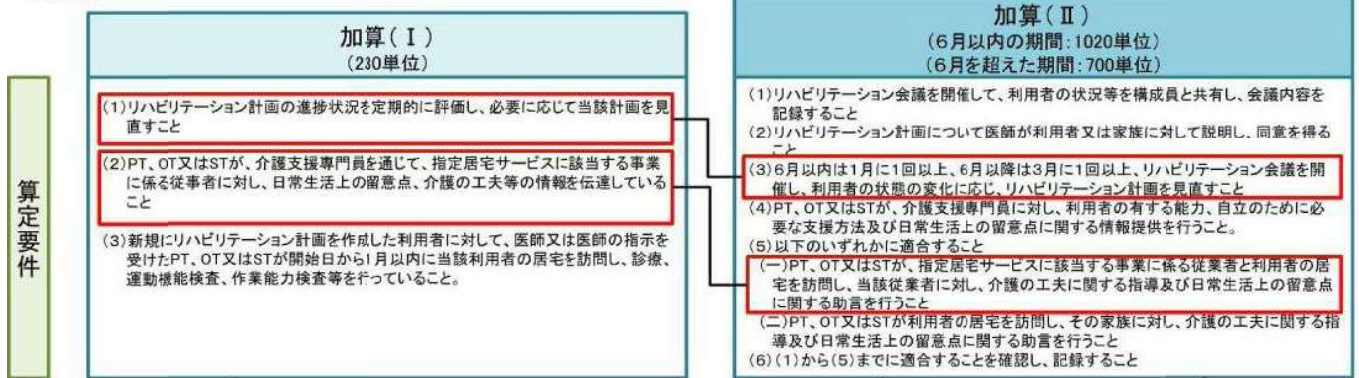 算定要件
加算(Ⅰ)
(230単位)
(1)リハビリテーション計画の進捗状況を定期的に評価し、必要に応じて当該計画を見
直すこと
(2)PT、OT又はSTが、介護支援専門員を通じて、指定居宅サービスに該当する事業
に係る従事者に対し、日常生活上の留意点、介護の工夫等の情報を伝達している
こと
(3)新規にリハビリテーション計画を作成した利用者に対して、医師又は医師の指示を
受けたPT、OT又はSTが開始日から1月以内に当該利用者の居宅を訪問し、診療、
運動機能検査、作業能力検査等を行っていること。
加算(Ⅱ)
(6月以内の期間:1020単位)
(6月を超えた期間:700単位)
(1)リハビリテーション会議を開催して、利用者の状況等を構成員と共有し、会議内容を
記録すること
(2)リハビリテーション計画について医師が利用者又は家族に対して説明し、同意を得る
こと
(3)6月以内は1月に1回以上、6月以降は3月に1回以上、リハビリテーション会議を開
催し、利用者の状態の変化に応じ、リハビリテーション計画を見直すこと
(4)PT、OT又はSTが、介護支援専門員に対し、利用者の有する能力、自立のために必
要な支援方法及び日常生活上の留意点に関する情報提供を行うこと。
(5)以下のいずれかに適合すること
(一)PT、OT又はSTが、指定居宅サービスに該当する事業に係る従業者と利用者の居
宅を訪問し、当該従業者に対し、介護の工夫に関する指導及び日常生活上の留意点
に関する助言を行うこと
(二)PT、OT又はSTが利用者の居宅を訪問し、その家族に対し、介護の工夫に関する指
導及び日常生活上の留意点に関する助言を行うこと
(6)(1)から(5)までに適合することを確認し、記録すること